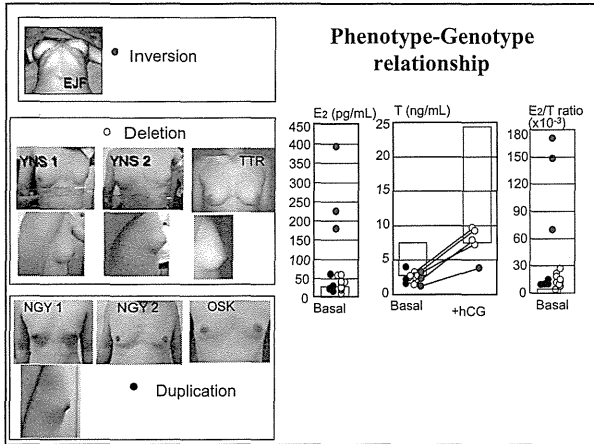 Phenotype-Genotype
relationship
EJF
Inversion
Deletion
YNS 1
YNS 2
TTR
NGY 1
NGY 2
OSK
Duplication
E2 (pg/mL)
450
400
350
300
250
200
150
100
50
0
Basal
T (ng/mL)
25
20
15
10
5
0
Basal
+hCG
E2/T ratio
(x10-3)
180
150
120
90
60
30
0
Basal